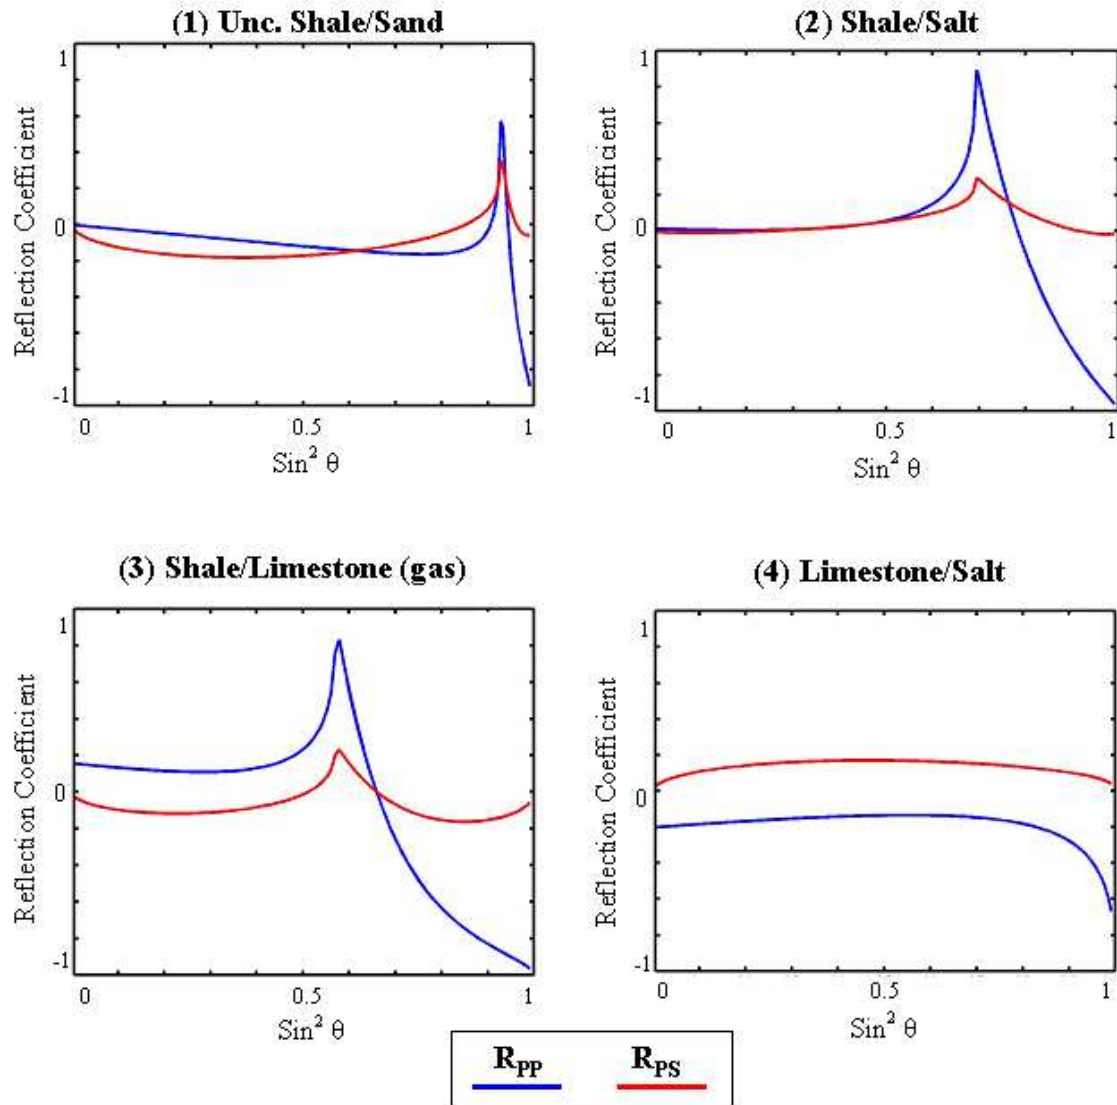 (1) Unc. Shale/Sand
1
0
-1
Reflection Coefficient
0
0.5
1
Sin² θ
(2) Shale/Salt
1
0
-1
Reflection Coefficient
0
0.5
1
Sin² θ
(3) Shale/Limestone (gas)
1
0
-1
Reflection Coefficient
0
0.5
1
Sin² θ
(4) Limestone/Salt
1
0
-1
Reflection Coefficient
0
0.5
1
Sin² θ
R_PP
R_PS